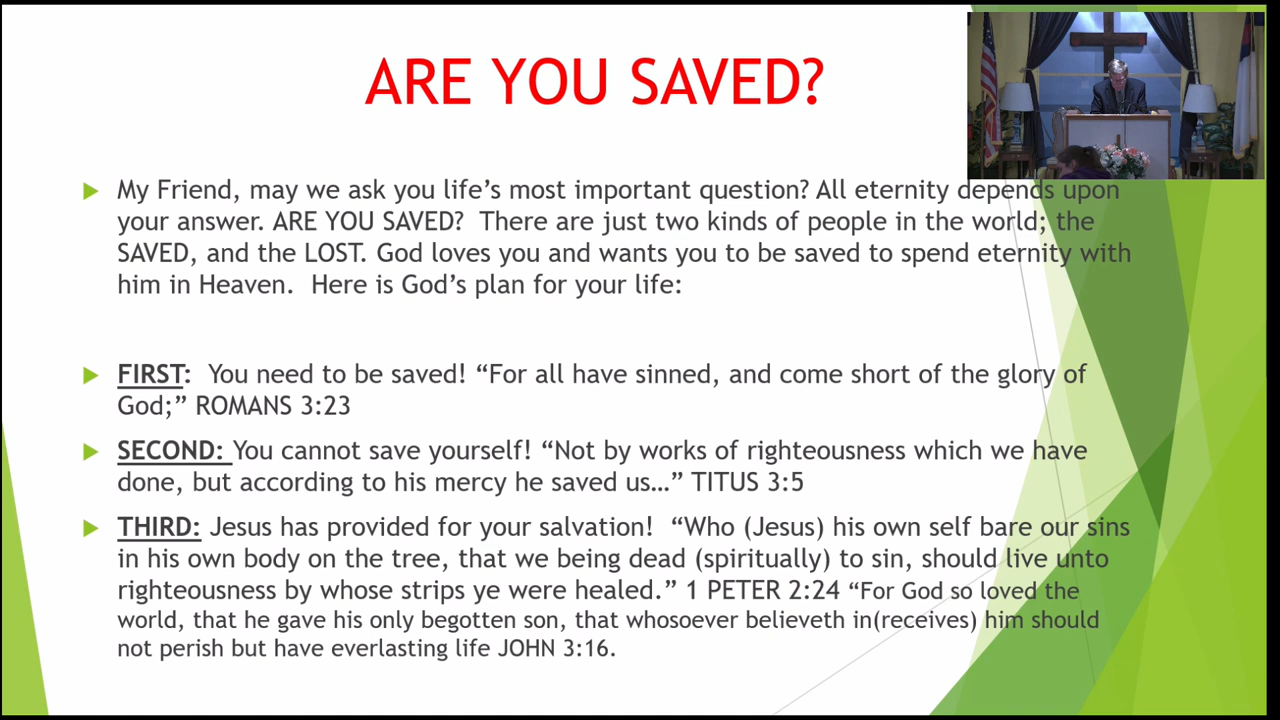 ARE YOU SAVED?
My Friend, may we ask you life’s most important question? All eternity depends upon
your answer. ARE YOU SAVED?  There are just two kinds of people in the world; the
SAVED, and the LOST. God loves you and wants you to be saved to spend eternity with
him in Heaven.  Here is God’s plan for your life:
FIRST:  You need to be saved! “For all have sinned, and come short of the glory of
God;” ROMANS 3:23
SECOND: You cannot save yourself! “Not by works of righteousness which we have
done, but according to his mercy he saved us…” TITUS 3:5
THIRD: Jesus has provided for your salvation!  “Who (Jesus) his own self bare our sins
in his own body on the tree, that we being dead (spiritually) to sin, should live unto
righteousness by whose strips ye were healed.” 1 PETER 2:24 “For God so loved the
world, that he gave his only begotten son, that whosoever believeth in(receives) him should
not perish but have everlasting life JOHN 3:16.